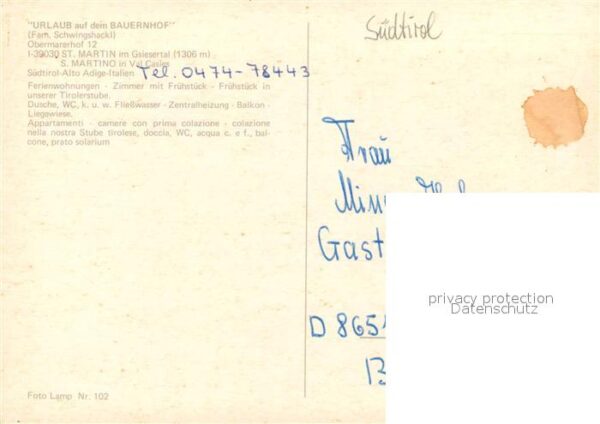 "URLAUB auf dem BAUERNHOF"
(Fam. Schwingshackl)
Obermararhof 12
I-39030 ST. MARTIN im Gsiesertal (1306 m)
S. MARTINO in Val Casies
Südtirol-Alto Adige-Italien Tel. 0474-78443
Ferienwohnungen - Zimmer mit Frühstück - Frühstück in
unserer Tirolerstube.
Dusche, WC, k. u. w. Fließwasser - Zentralheizung - Balkon -
Liegewiese.
Appartamenti - camere con prima colazione - colazione
nella nostra Stube tirolese, doccia, WC, acqua c. e f., bal-
cone, prato solarium
Foto Lamp Nr. 102
Südtirol
Frau
Gast
D 865
B
privacy protection
Datenschutz